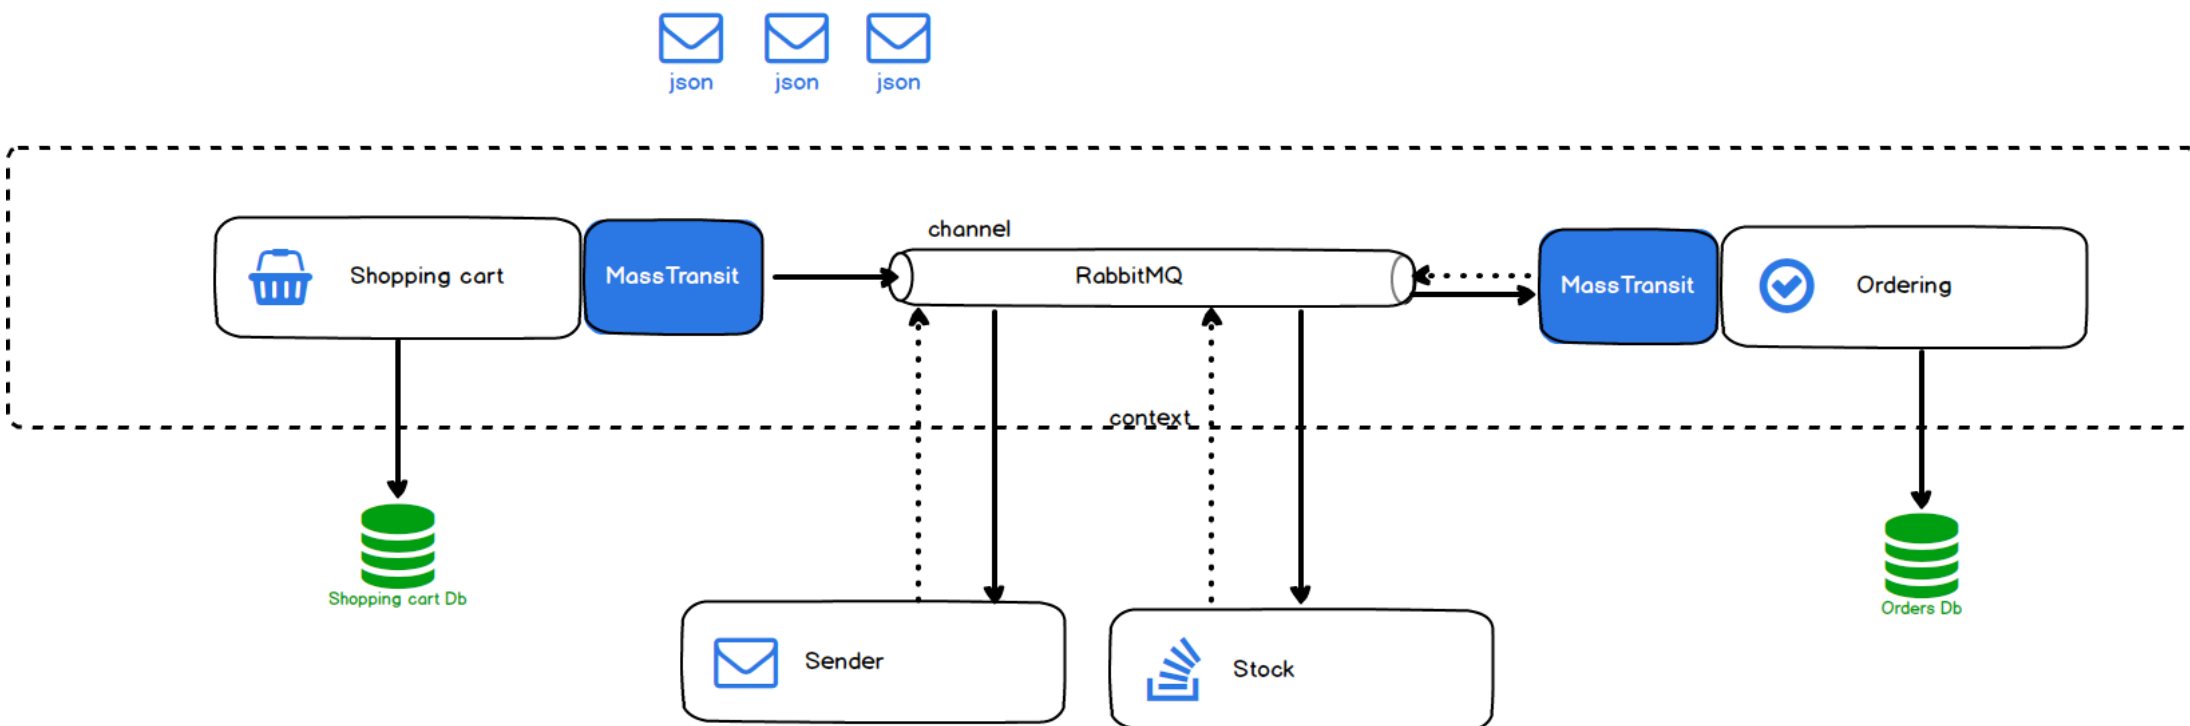 json
json
json
channel
Shopping cart
MassTransit
RabbitMQ
MassTransit
Ordering
context
Shopping cart Db
Orders Db
Sender
Stock